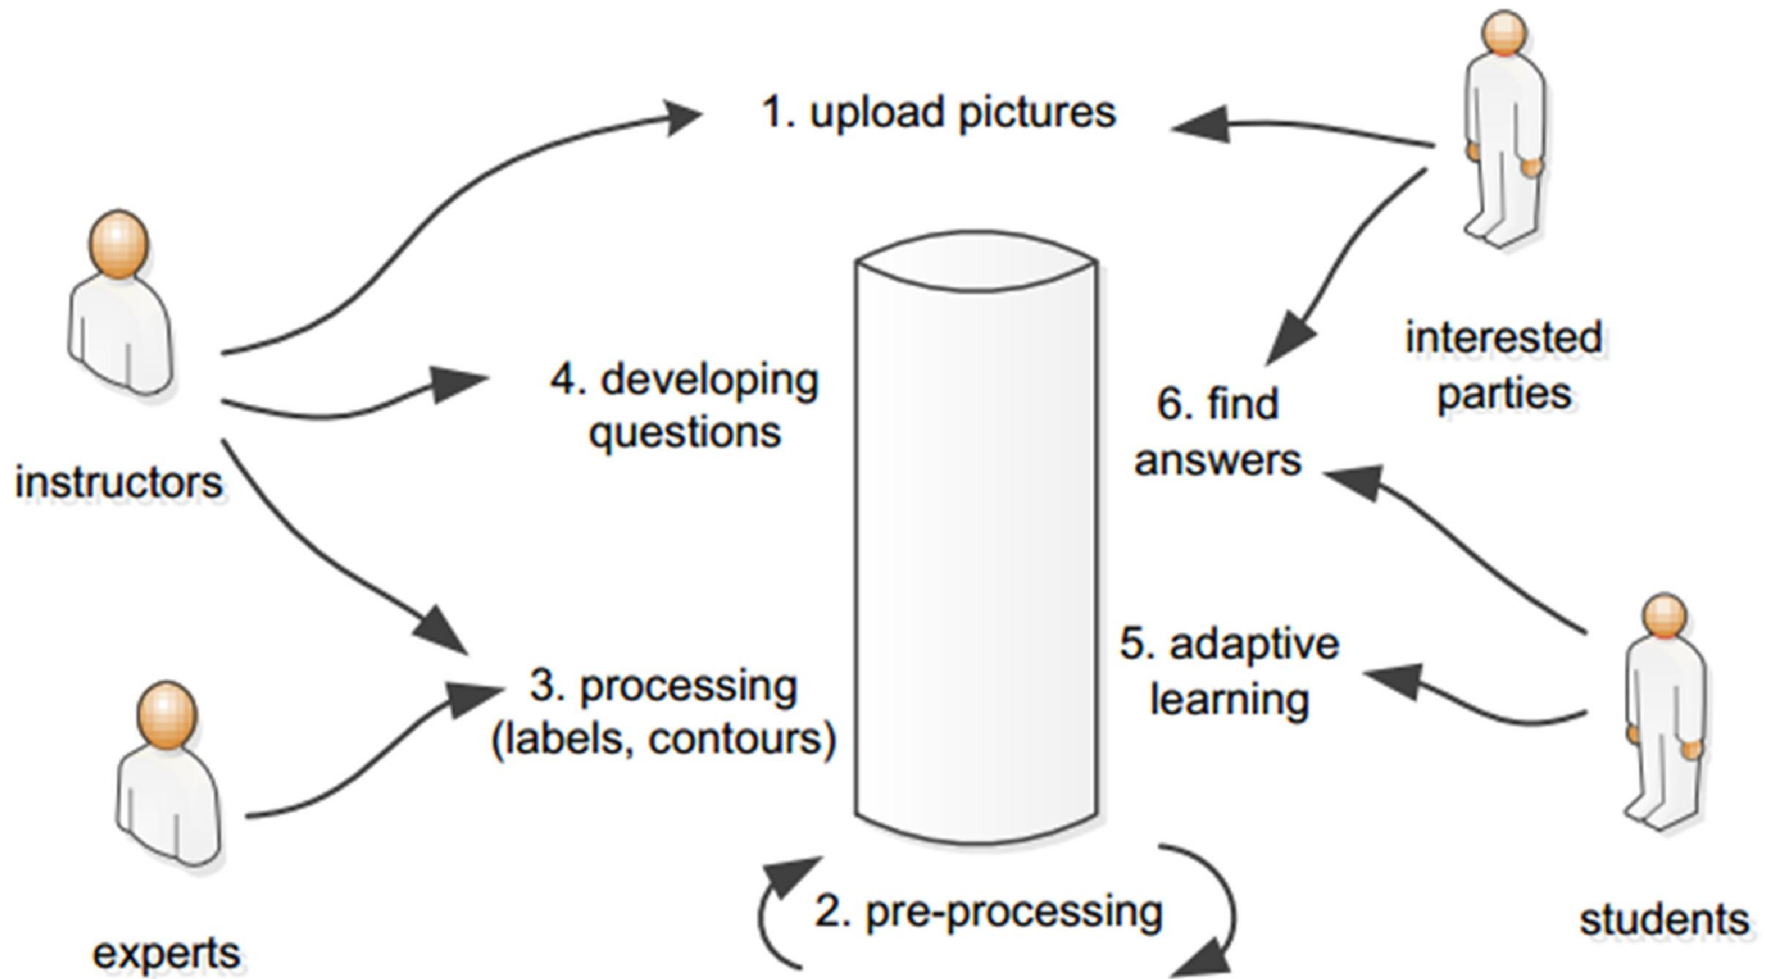 1. upload pictures
interested
parties
4. developing
questions
6. find
answers
instructors
5. adaptive
learning
3. processing
(labels, contours)
2. pre-processing
students
experts